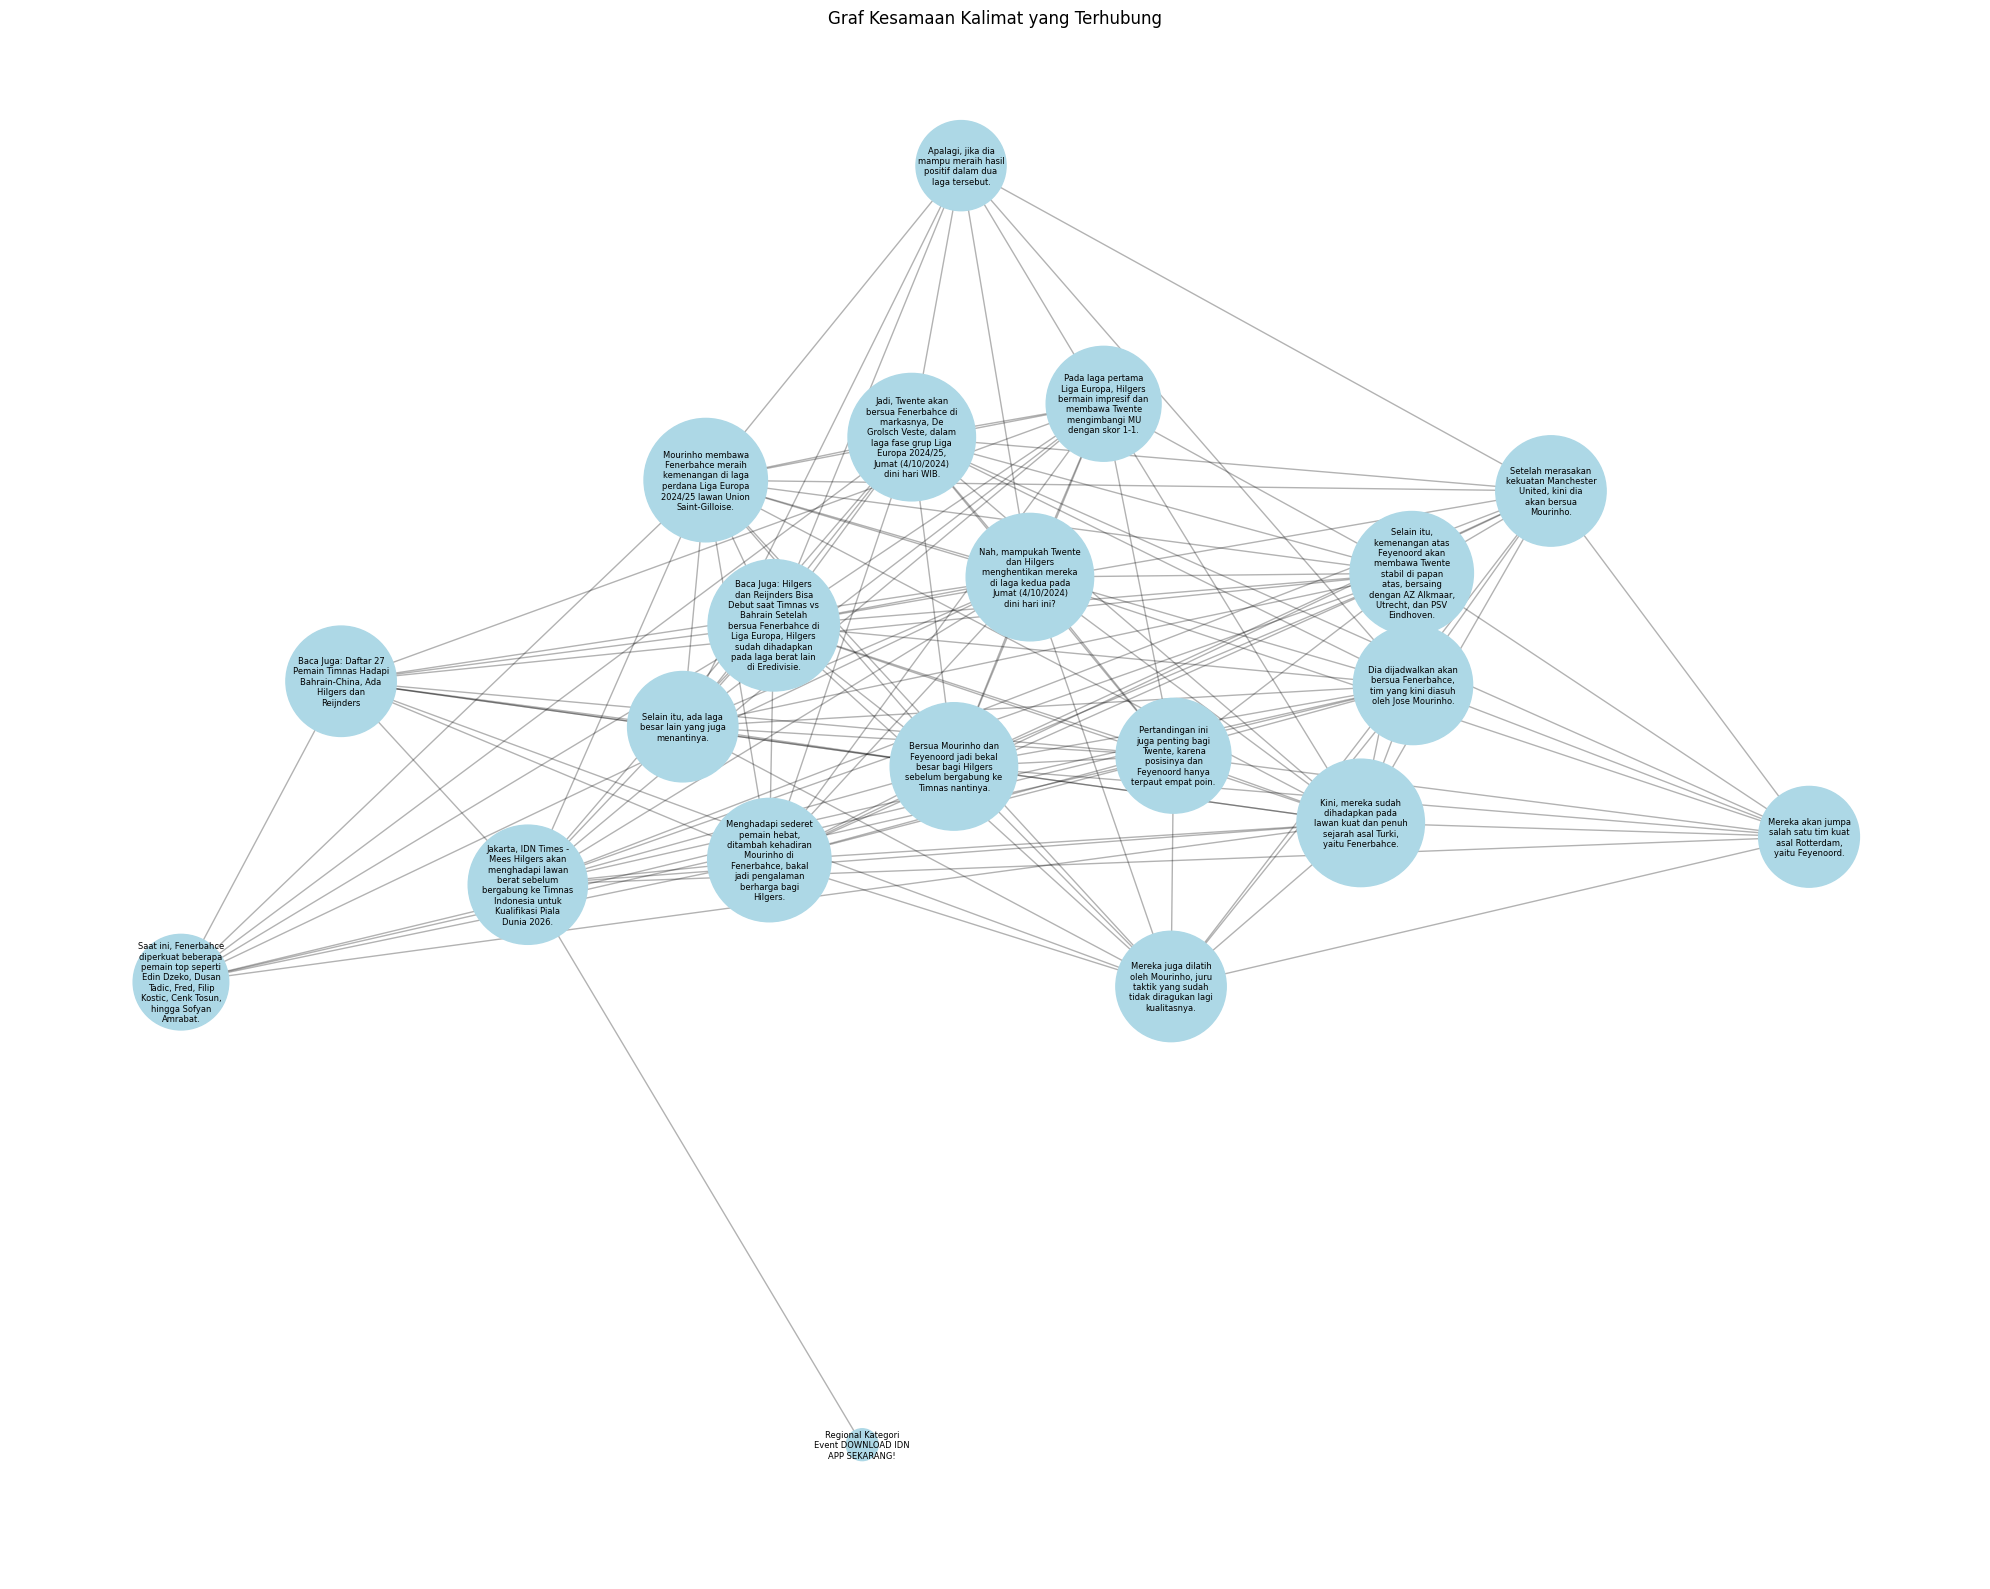 Graf Kesamaan Kalimat yang Terhubung
Apalagi, jika dia
mampu meraih hasil
positif dalam dua
laga tersebut.
Pada laga pertama
Liga Europa, Hilgers
bermain impresif dan
membawa Twente
mengimbangi MU
dengan skor 1-1.
Jadi, Twente akan
bersua Fenerbahce di
markasnya, De
Grolsch Veste, dalam
laga fase grup Liga
Europa 2024/25,
Jumat (4/10/2024)
dini hari WIB.
Mourinho membawa
Fenerbahce meraih
kemenangan di laga
perdana Liga Europa
2024/25 lawan Union
Saint-Gilloise.
Setelah merasakan
kekuatan Manchester
United, kini dia
akan bersua
Mourinho.
Selain itu,
kemenangan atas
Feyenoord akan
membawa Twente
stabil di papan
atas, bersaing
dengan AZ Alkmaar,
Utrecht, dan PSV
Eindhoven.
Nah, mampukah Twente
dan Hilgers
menghentikan mereka
di laga kedua pada
Jumat (4/10/2024)
dini hari ini?
Baca Juga: Hilgers
dan Reijnders Bisa
Debut saat Timnas vs
Bahrain Setelah
bersua Fenerbahce di
Liga Europa, Hilgers
sudah dihadapkan
pada laga berat lain
di Eredivisie.
Baca Juga: Daftar 27
Pemain Timnas Hadapi
Bahrain-China, Ada
Hilgers dan
Reijnders
Dia dijadwalkan akan
bersua Fenerbahce,
tim yang kini diasuh
oleh Jose Mourinho.
Selain itu, ada laga
besar lain yang juga
menantinya.
Bersua Mourinho dan
Feyenoord jadi bekal
besar bagi Hilgers
sebelum bergabung ke
Timnas nantinya.
Pertandingan ini
juga penting bagi
Twente, karena
posisinya dan
Feyenoord hanya
terpaut empat poin.
Kini, mereka sudah
dihadapkan pada
lawan kuat dan penuh
sejarah asal Turki,
yaitu Fenerbahce.
Mereka akan jumpa
salah satu tim kuat
asal Rotterdam,
yaitu Feyenoord.
Menghadapi sederet
pemain hebat,
ditambah kehadiran
Mourinho di
Fenerbahce, bakal
jadi pengalaman
berharga bagi
Hilgers.
Jakarta, IDN Times -
Mees Hilgers akan
menghadapi lawan
berat sebelum
bergabung ke Timnas
Indonesia untuk
Kualifikasi Piala
Dunia 2026.
Saat ini, Fenerbahce
diperkuat beberapa
pemain top seperti
Edin Dzeko, Dusan
Tadic, Fred, Filip
Kostic, Cenk Tosun,
hingga Sofyan
Amrabat.
Mereka juga dilatih
oleh Mourinho, juru
taktik yang sudah
tidak diragukan lagi
kualitasnya.
Regional Kategori
Event DOWNLOAD IDN
APP SEKARANG!